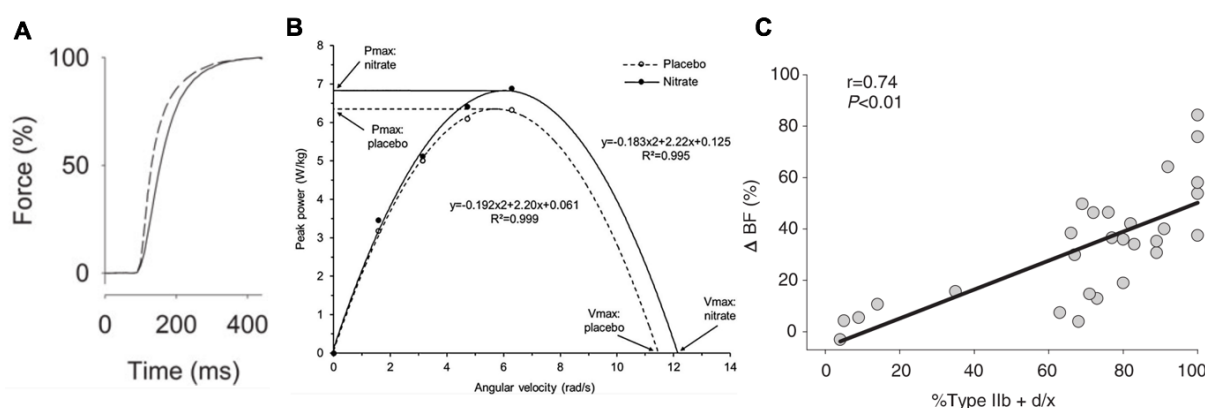 A
Force (%)
100
50
0
0 200 400
Time (ms)
B
Peak power (W/kg)
8
7
6
5
4
3
2
1
0
0 2 4 6 8 10 12 14
Angular velocity (rad/s)
Pmax:
nitrate
Pmax:
placebo
Placebo
Nitrate
y=-0.183x2+2.22x+0.125
R²=0.995
y=-0.192x2+2.20x+0.061
R²=0.999
Vmax:
placebo
Vmax:
nitrate
C
Δ BF (%)
100
80
60
40
20
0
r=0.74
P<0.01
0 20 40 60 80 100
%Type IIb + d/x